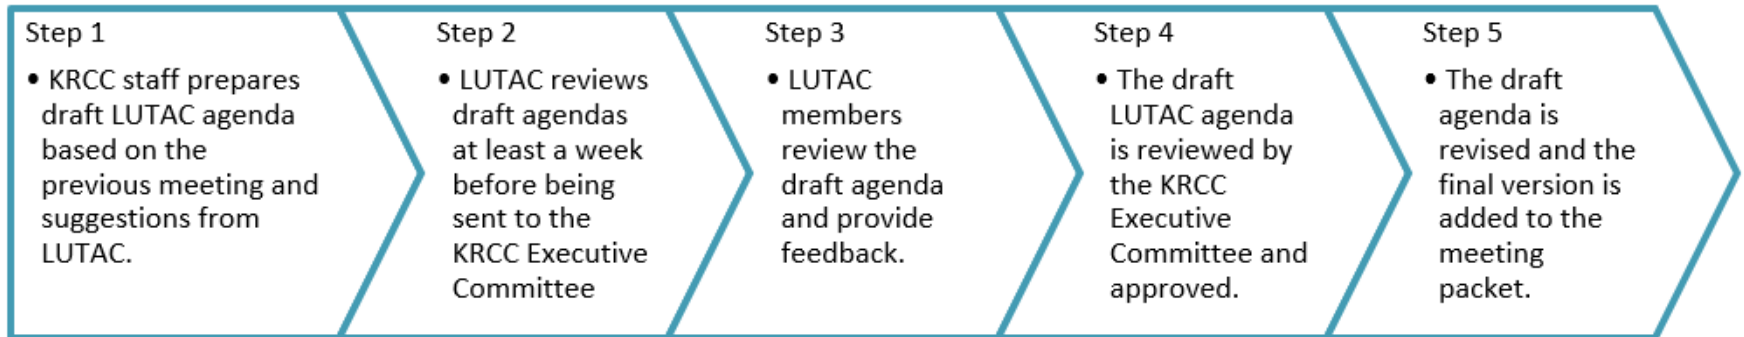 Step 1
• KRCC staff prepares
draft LUTAC agenda
based on the
previous meeting and
suggestions from
LUTAC.
Step 2
• LUTAC reviews
draft agendas
at least a week
before being
sent to the
KRCC Executive
Committee
Step 3
• LUTAC
members
review the
draft agenda
and provide
feedback.
Step 4
• The draft
LUTAC agenda
is reviewed by
the KRCC
Executive
Committee and
approved.
Step 5
• The draft
agenda is
revised and the
final version is
added to the
meeting
packet.